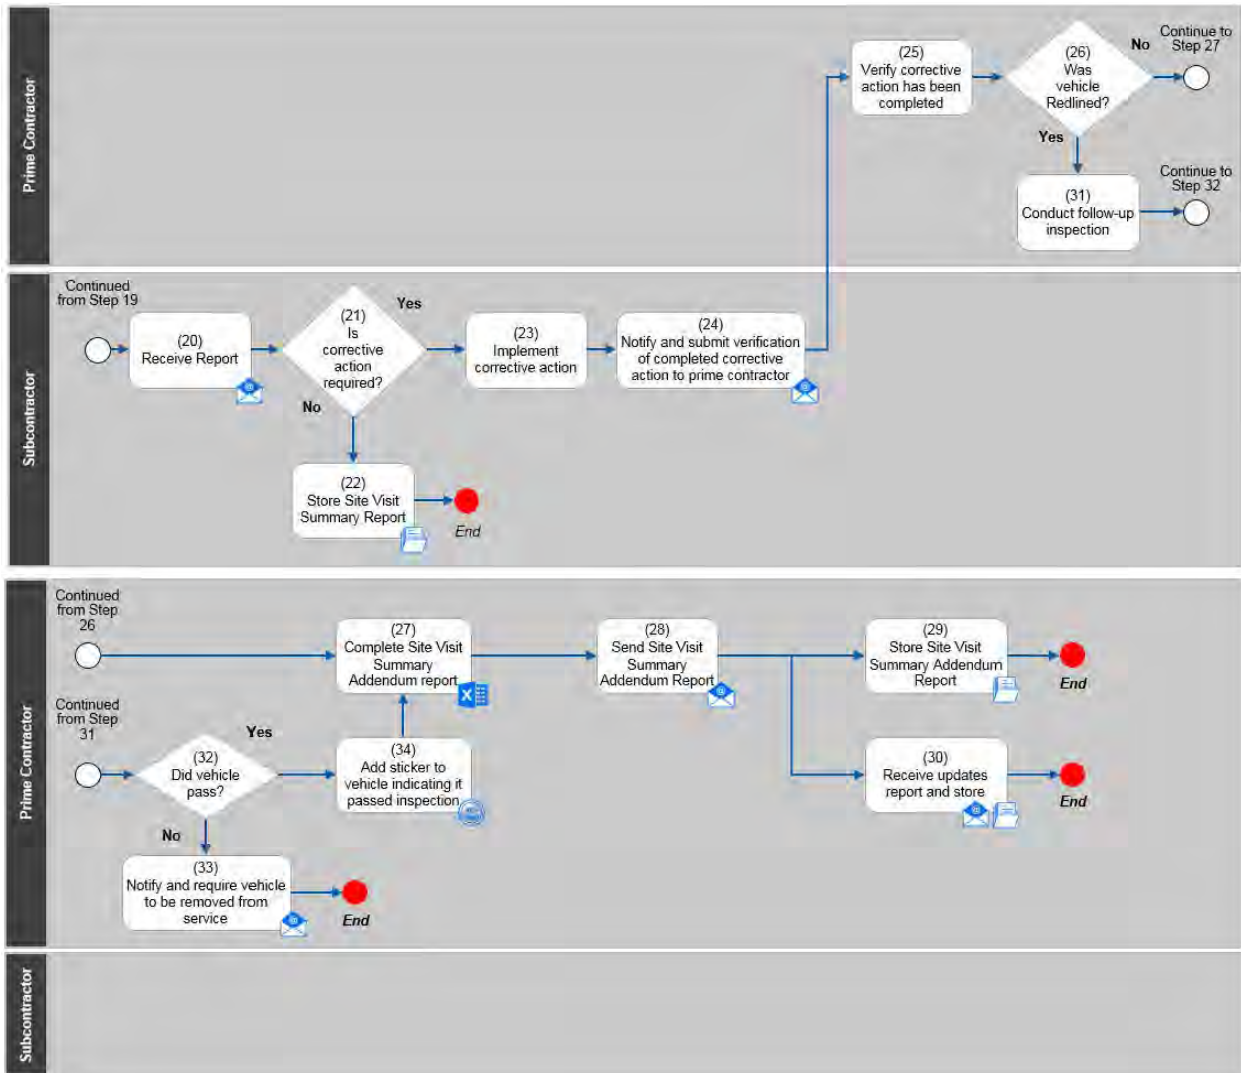 Prime Contractor
(25)
Verify corrective
action has been
completed
(26)
Was
vehicle
Redlined?
No
Continue to
Step 27
Yes
(31)
Conduct follow-up
inspection
Continue to
Step 32
Subcontractor
Continued
from Step 19
(20)
Receive Report
(21)
Is
corrective
action
required?
Yes
No
(23)
Implement
corrective action
(24)
Notify and submit verification
of completed corrective
action to prime contractor
(22)
Store Site Visit
Summary Report
End
Prime Contractor
Continued
from Step
26
(27)
Complete Site Visit
Summary
Addendum report
(28)
Send Site Visit
Summary
Addendum Report
(29)
Store Site Visit
Summary Addendum
Report
End
Continued
from Step
31
(32)
Did vehicle
pass?
Yes
No
(34)
Add sticker to
vehicle indicating it
passed inspection
(30)
Receive updates
report and store
End
(33)
Notify and require vehicle
to be removed from
service
End
Subcontractor